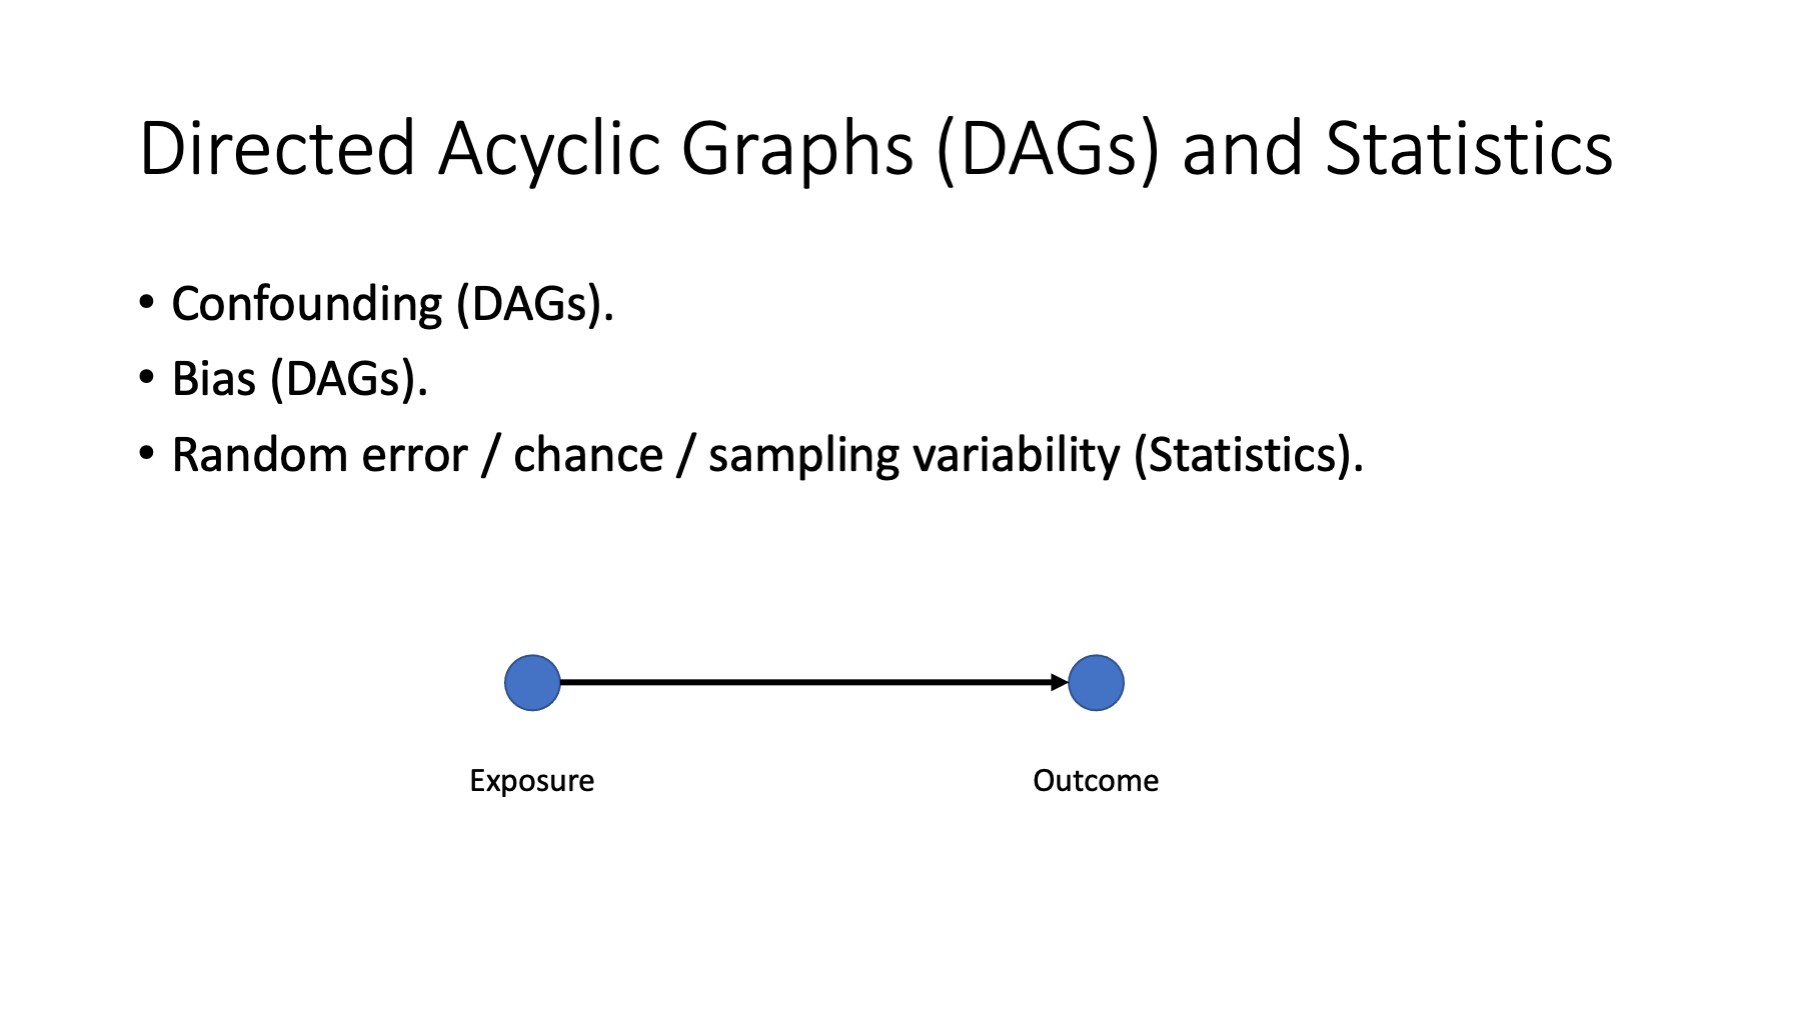 Directed Acyclic Graphs (DAGs) and Statistics
• Confounding (DAGs).
• Bias (DAGs).
• Random error / chance / sampling variability (Statistics).
Exposure
Outcome